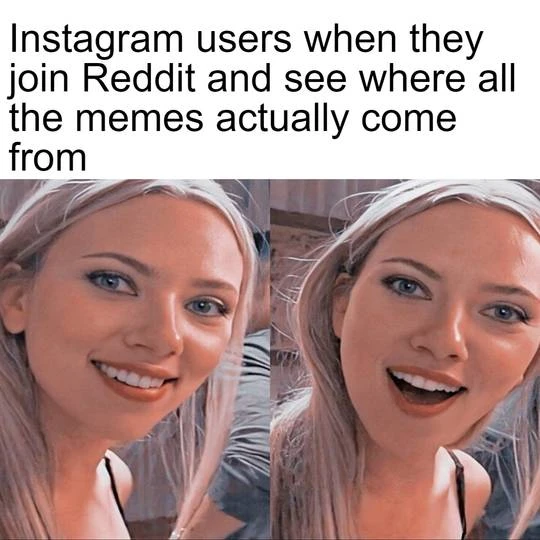 Instagram users when they
join Reddit and see where all
the memes actually come
from